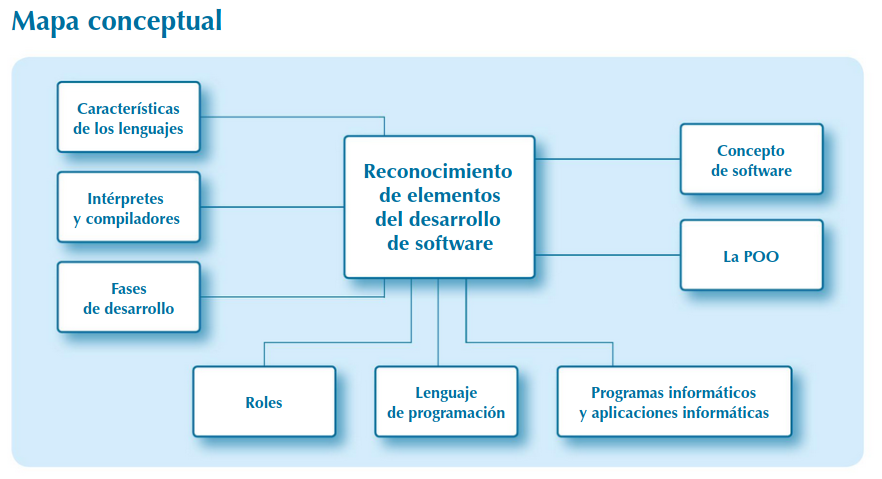 Mapa conceptual
Características
de los lenguajes
Intérpretes
y compiladores
Fases
de desarrollo
Reconocimiento
de elementos
del desarrollo
de software
Concepto
de software
La POO
Roles
Lenguaje
de programación
Programas informáticos
y aplicaciones informáticas